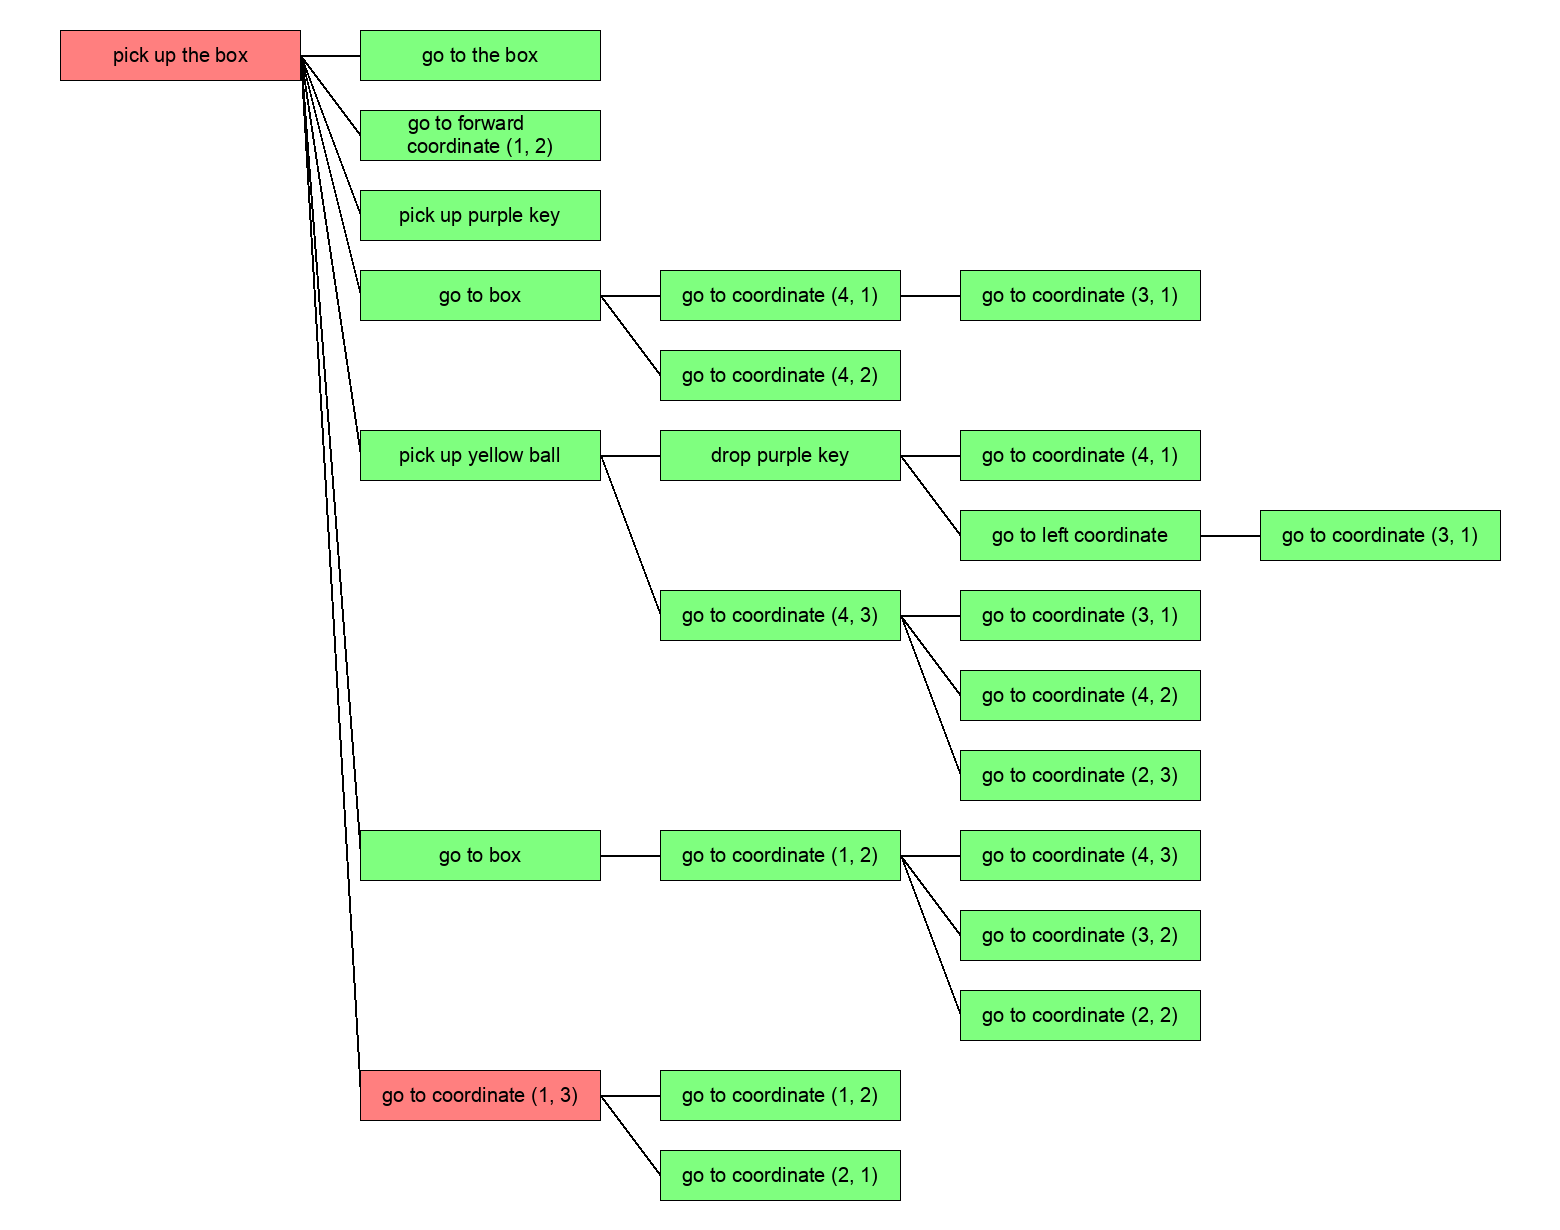 pick up the box
go to the box
go to forward
coordinate (1, 2)
pick up purple key
go to box
go to coordinate (4, 1)
go to coordinate (3, 1)
go to coordinate (4, 2)
pick up yellow ball
drop purple key
go to coordinate (4, 1)
go to left coordinate
go to coordinate (3, 1)
go to coordinate (4, 3)
go to coordinate (3, 1)
go to coordinate (4, 2)
go to coordinate (2, 3)
go to box
go to coordinate (1, 2)
go to coordinate (4, 3)
go to coordinate (3, 2)
go to coordinate (2, 2)
go to coordinate (1, 3)
go to coordinate (1, 2)
go to coordinate (2, 1)